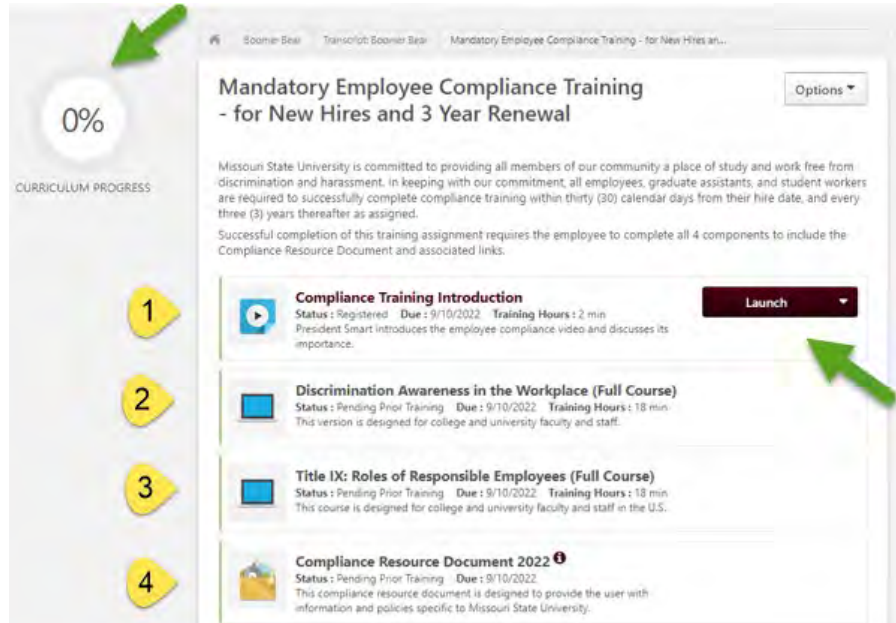 Boomer Bear Transcript: Boomer Bear Mandatory Employee Compliance Training - for New Hires an...
0%
CURRICULUM PROGRESS
Mandatory Employee Compliance Training
- for New Hires and 3 Year Renewal
Options
Missouri State University is committed to providing all members of our community a place of study and work free from
discrimination and harassment. In keeping with our commitment, all employees, graduate assistants, and student workers
are required to successfully complete compliance training within thirty (30) calendar days from their hire date, and every
three (3) years thereafter as assigned.
Successful completion of this training assignment requires the employee to complete all 4 components to include the
Compliance Resource Document and associated links.
1
Compliance Training Introduction
Status : Registered Due : 9/10/2022 Training Hours : 2 min
President Smart introduces the employee compliance video and discusses its
importance.
Launch
2
Discrimination Awareness in the Workplace (Full Course)
Status : Pending Prior Training Due : 9/10/2022 Training Hours : 18 min
This version is designed for college and university faculty and staff.
3
Title IX: Roles of Responsible Employees (Full Course)
Status : Pending Prior Training Due : 9/10/2022 Training Hours : 18 min
This course is designed for college and university faculty and staff in the U.S.
4
Compliance Resource Document 2022
Status : Pending Prior Training Due : 9/10/2022
This compliance resource document is designed to provide the user with
information and policies specific to Missouri State University.